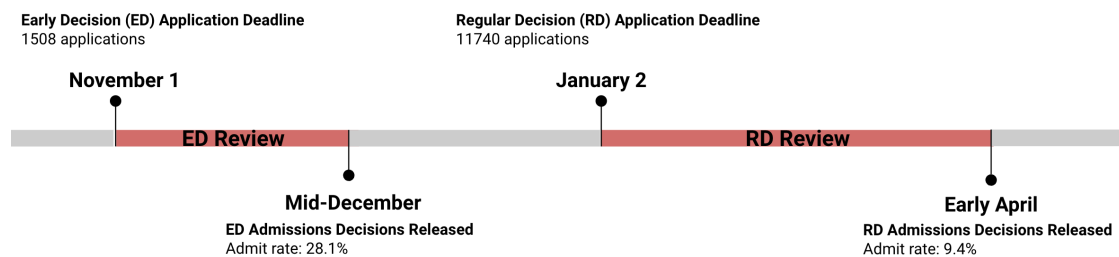 Early Decision (ED) Application Deadline
1508 applications
Regular Decision (RD) Application Deadline
11740 applications
November 1
January 2
ED Review
RD Review
Mid-December
ED Admissions Decisions Released
Admit rate: 28.1%
Early April
RD Admissions Decisions Released
Admit rate: 9.4%